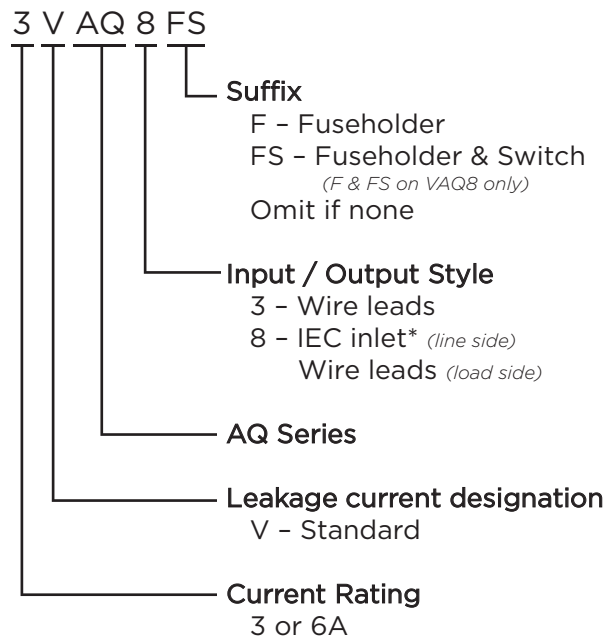 3 V AQ 8 FS
Suffix
F – Fuseholder
FS – Fuseholder & Switch
(F & FS on VAQ8 only)
Omit if none
Input / Output Style
3 – Wire leads
8 – IEC inlet* (line side)
Wire leads (load side)
AQ Series
Leakage current designation
V – Standard
Current Rating
3 or 6A